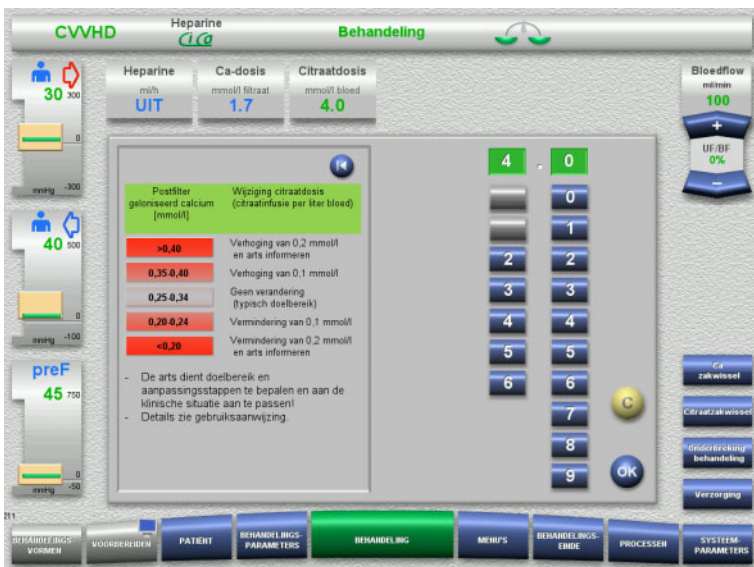 CVVHD
Heparine
CiCa
Behandeling
30
300
0
mmHg -300
Heparine
ml/h
UIT
Ca-dosis
mmol/l filtraat
1.7
Citraatdosis
mmol/l bloed
4.0
Bloedflow
ml/min
100
+
UF/BF
0%
−
40
500
0
mmHg -100
preF
45
750
0
mmHg -50
Postfilter
geïoniseerd calcium
[mmol/l]
Wijziging citraatdosis
(citraatinfusie per liter bloed)
>0,40
Verhoging van 0,2 mmol/l
en arts informeren
0,35-0,40
Verhoging van 0,1 mmol/l
0,25-0,34
Geen verandering
(typisch doelbereik)
0,20-0,24
Vermindering van 0,1 mmol/l
<0,20
Vermindering van 0,2 mmol/l
en arts informeren
- De arts dient doelbereik en
aanpassingsstappen te bepalen en aan de
klinische situatie aan te passen!
- Details zie gebruiksaanwijzing.
4 . 0
0
1
2 2
3 3
4 4
5 5
6 6
7
8
9
C
OK
Ca
zakwissel
Citraatzakwissel
Onderbreking
behandeling
Verzorging
211
BEHANDELINGS-
VORMEN
VOORBEREIDEN
PATIËNT
BEHANDELINGS-
PARAMETERS
BEHANDELING
MENU'S
BEHANDELINGS-
EINDE
PROCESSEN
SYSTEEM-
PARAMETERS